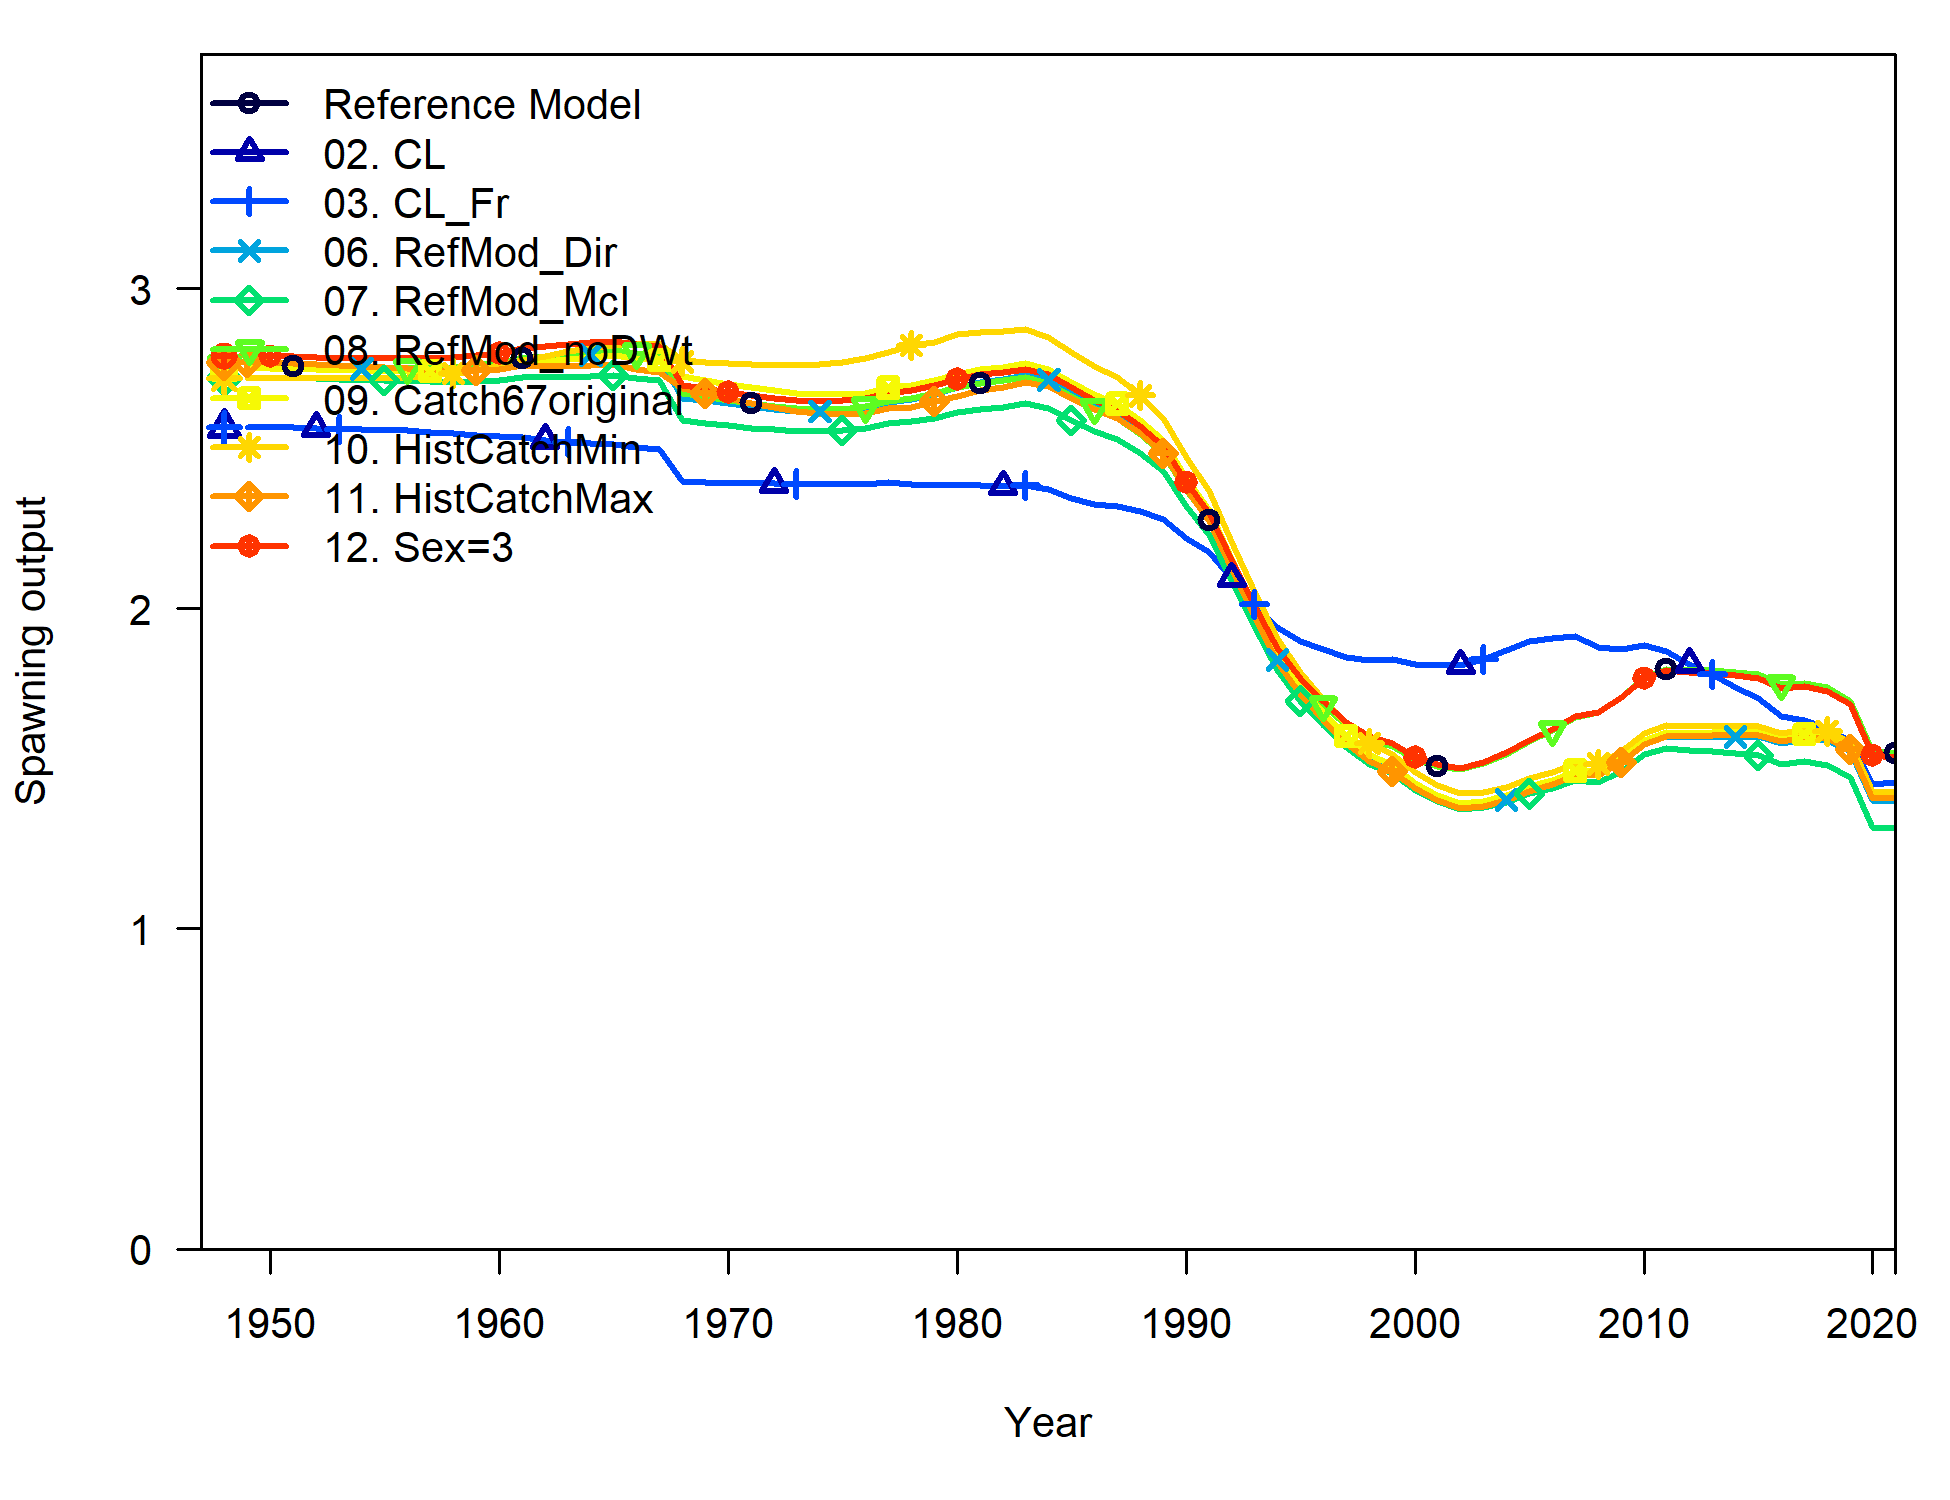 Reference Model
02. CL
03. CL_Fr
06. RefMod_Dir
07. RefMod_Mcl
08. RefMod_noDWt
09. Catch67original
10. HistCatchMin
11. HistCatchMax
12. Sex=3
3
2
1
0
Spawning output
1950 1960 1970 1980 1990 2000 2010 2020
Year